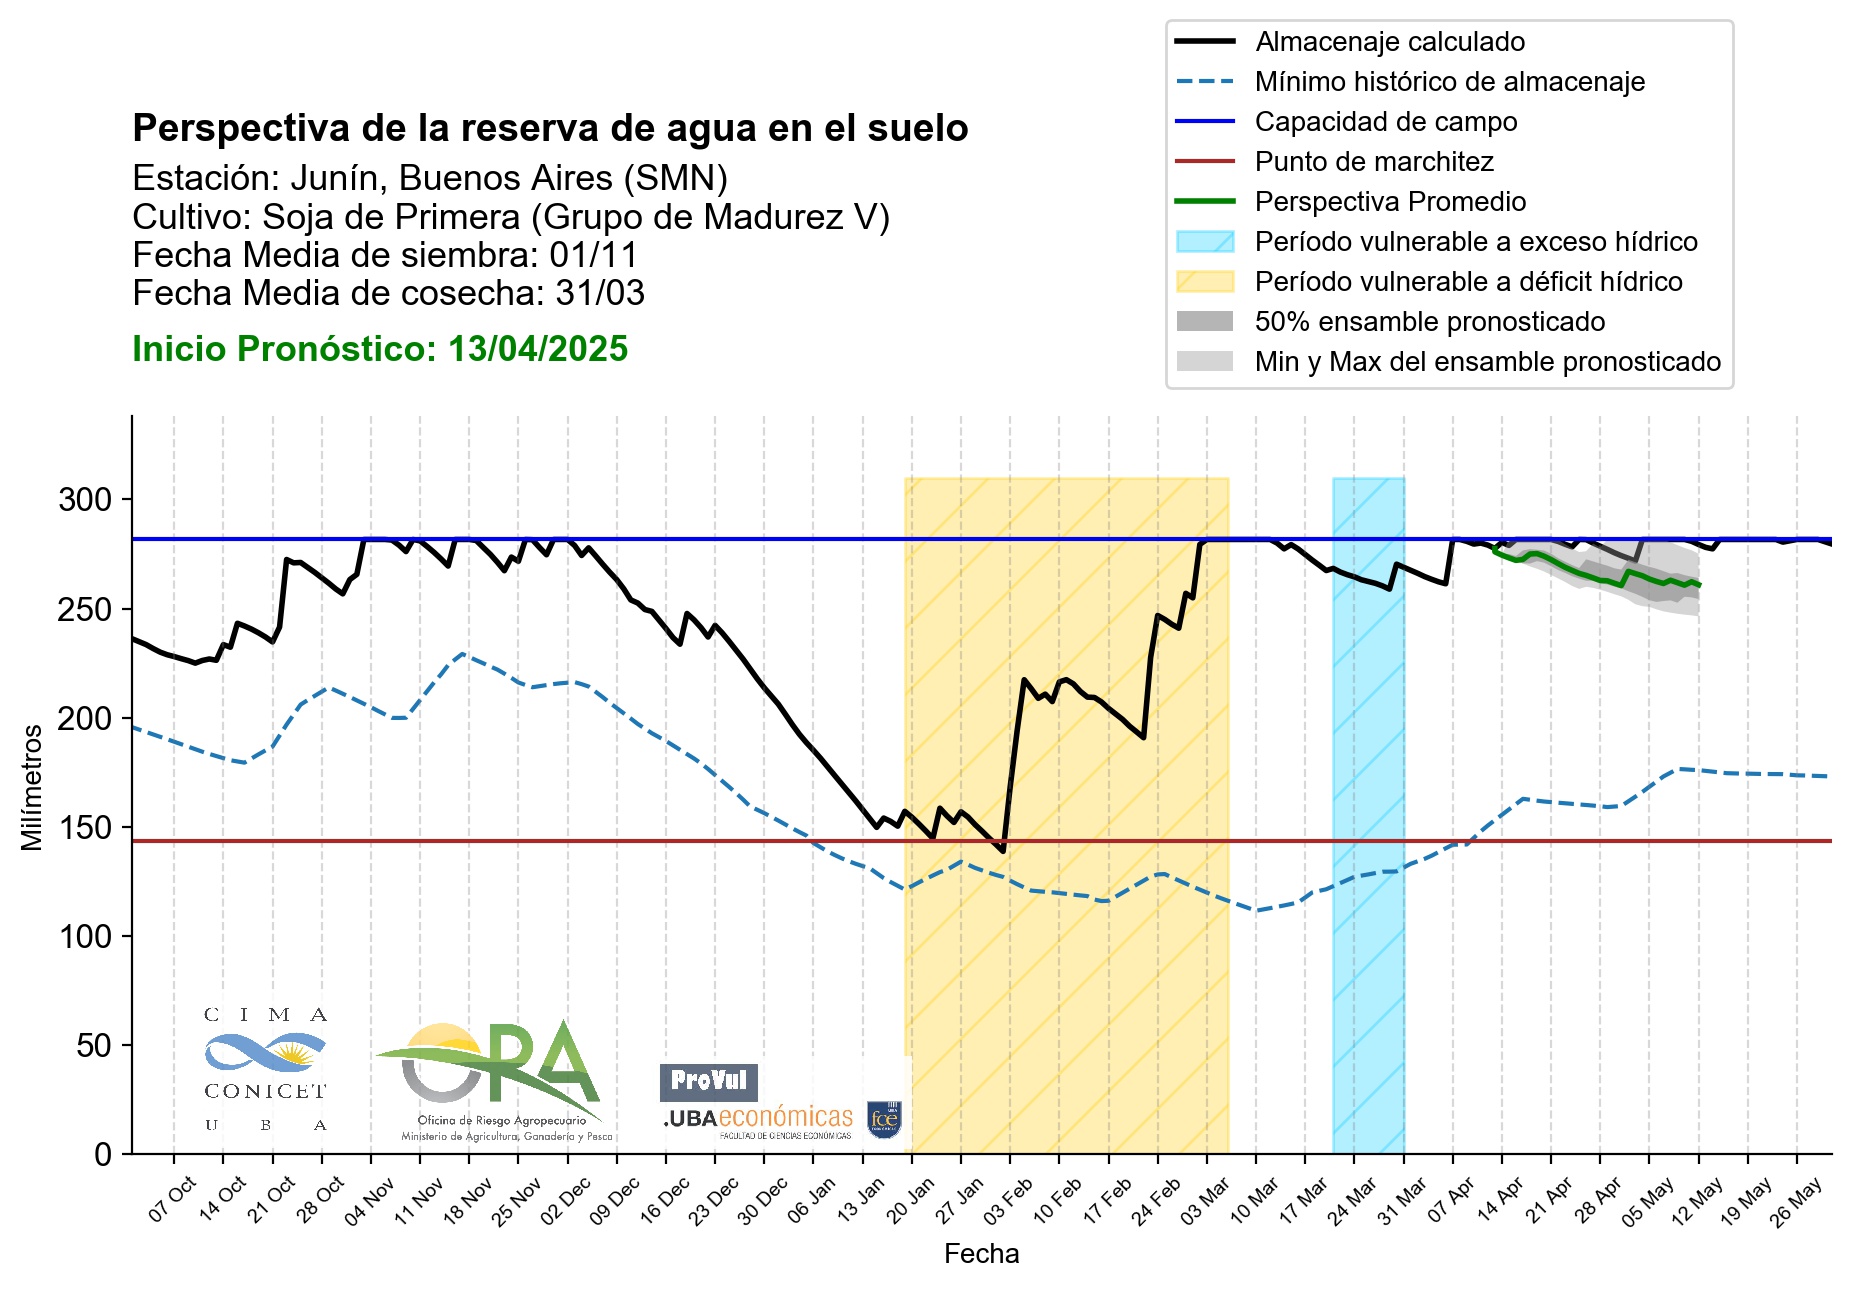 Almacenaje calculado
Mínimo histórico de almacenaje
Capacidad de campo
Punto de marchitez
Perspectiva Promedio
Período vulnerable a exceso hídrico
Período vulnerable a déficit hídrico
50% ensamble pronosticado
Min y Max del ensamble pronosticado
Perspectiva de la reserva de agua en el suelo
Estación: Junín, Buenos Aires (SMN)
Cultivo: Soja de Primera (Grupo de Madurez V)
Fecha Media de siembra: 01/11
Fecha Media de cosecha: 31/03
Inicio Pronóstico: 13/04/2025
Milímetros
300
250
200
150
100
50
0
C I M A
CONICET
U B A
ORA
Oficina de Riesgo Agropecuario
Ministerio de Agricultura, Ganadería y Pesca
ProVul
.UBAeconómicas
FACULTAD DE CIENCIAS ECONÓMICAS
fce
07 Oct
14 Oct
21 Oct
28 Oct
04 Nov
11 Nov
18 Nov
25 Nov
02 Dec
09 Dec
16 Dec
23 Dec
30 Dec
06 Jan
13 Jan
20 Jan
27 Jan
03 Feb
10 Feb
17 Feb
24 Feb
03 Mar
10 Mar
17 Mar
24 Mar
31 Mar
07 Apr
14 Apr
21 Apr
28 Apr
05 May
12 May
19 May
26 May
Fecha